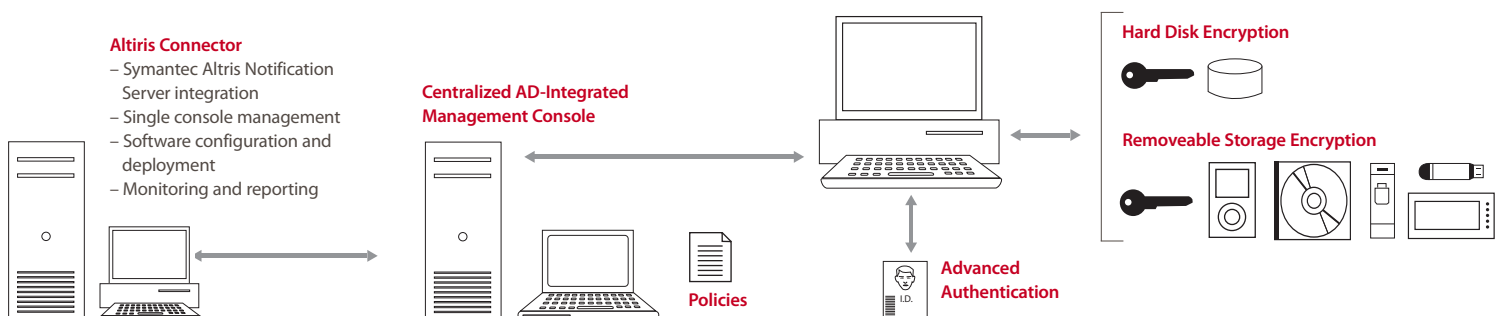 Altiris Connector
– Symantec Altris Notification
Server integration
– Single console management
– Software configuration and
deployment
– Monitoring and reporting
Centralized AD-Integrated
Management Console
Policies
I.D.
Advanced
Authentication
Hard Disk Encryption
Removeable Storage Encryption